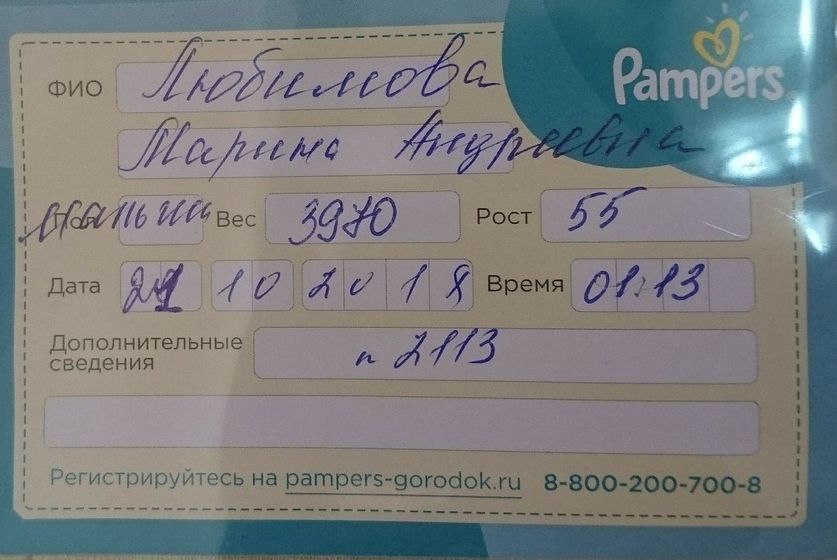 Pampers
ФИО Любимова
Марина Андреевна
Пол Вес 3970 Рост 55
Дата 21 10 2018 Время 01:13
Дополнительные сведения п 2113
Регистрируйтесь на pampers-gorodok.ru 8-800-200-700-8